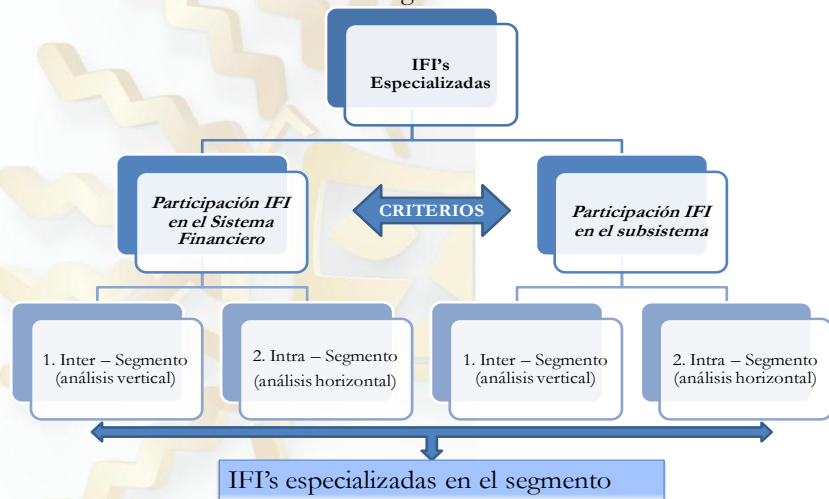 IFI's
Especializadas
Participación IFI
en el Sistema
Financiero
CRITERIOS
Participación IFI
en el subsistema
1. Inter – Segmento
(análisis vertical)
2. Intra – Segmento
(análisis horizontal)
1. Inter – Segmento
(análisis vertical)
2. Intra – Segmento
(análisis horizontal)
IFI's especializadas en el segmento